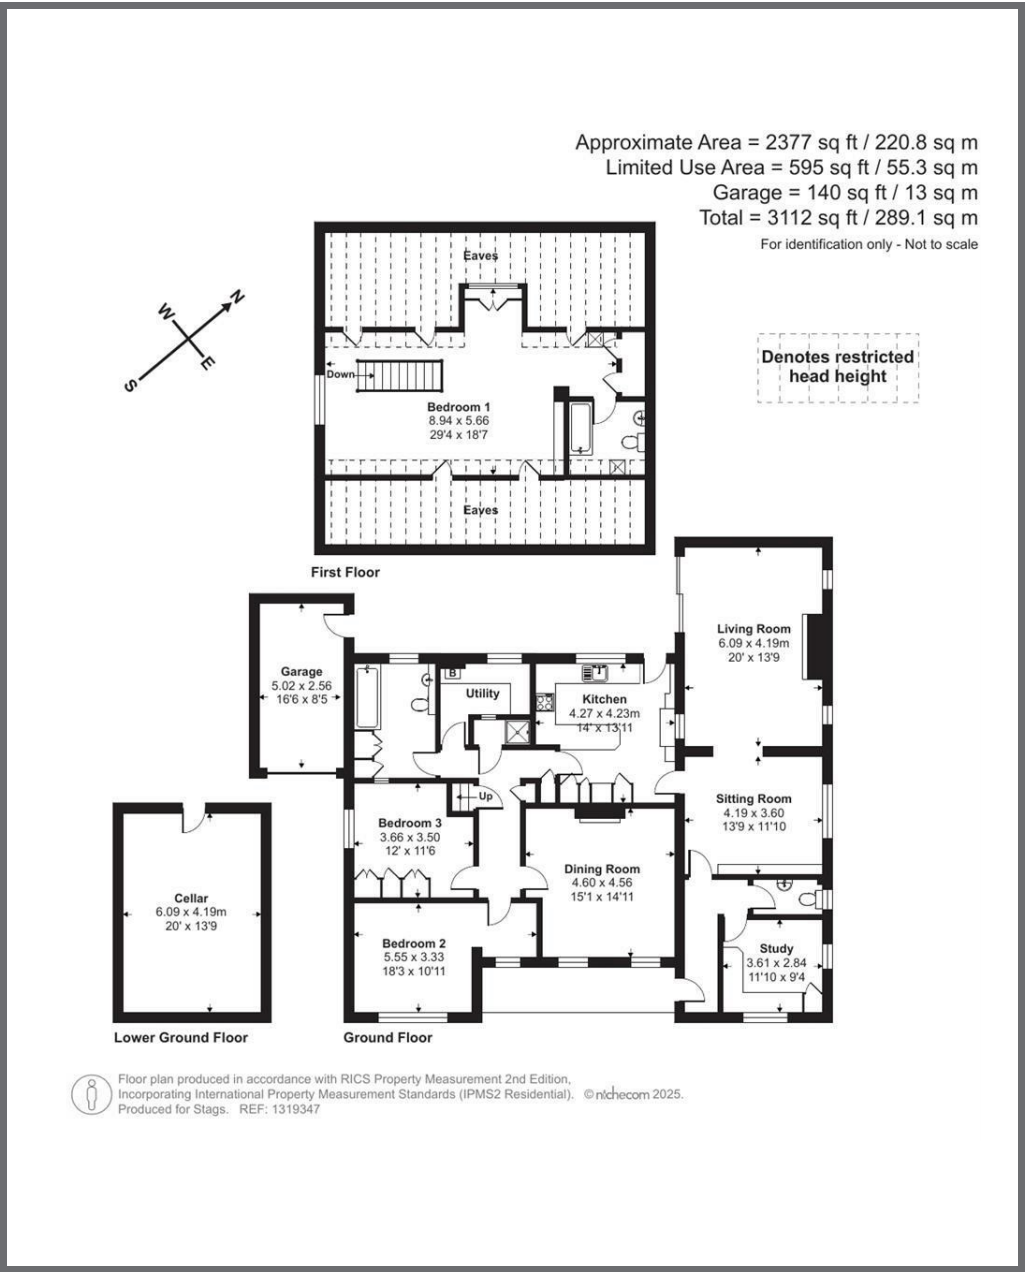 Approximate Area = 2377 sq ft / 220.8 sq m
Limited Use Area = 595 sq ft / 55.3 sq m
Garage = 140 sq ft / 13 sq m
Total = 3112 sq ft / 289.1 sq m
For identification only - Not to scale
Eaves
N
W
E
S
Denotes restricted
head height
Down
Bedroom 1
8.94 x 5.66
29'4 x 18'7
Eaves
First Floor
Living Room
6.09 x 4.19m
20' x 13'9
Garage
5.02 x 2.56
16'6 x 8'5
B
Utility
Kitchen
4.27 x 4.23m
14' x 13'11
Up
Sitting Room
4.19 x 3.60
13'9 x 11'10
Bedroom 3
3.66 x 3.50
12' x 11'6
Dining Room
4.60 x 4.56
15'1 x 14'11
Cellar
6.09 x 4.19m
20' x 13'9
Bedroom 2
5.55 x 3.33
18'3 x 10'11
Study
3.61 x 2.84
11'10 x 9'4
Lower Ground Floor
Ground Floor
Floor plan produced in accordance with RICS Property Measurement 2nd Edition,
Incorporating International Property Measurement Standards (IPMS2 Residential). © nichecom 2025.
Produced for Stags. REF: 1319347